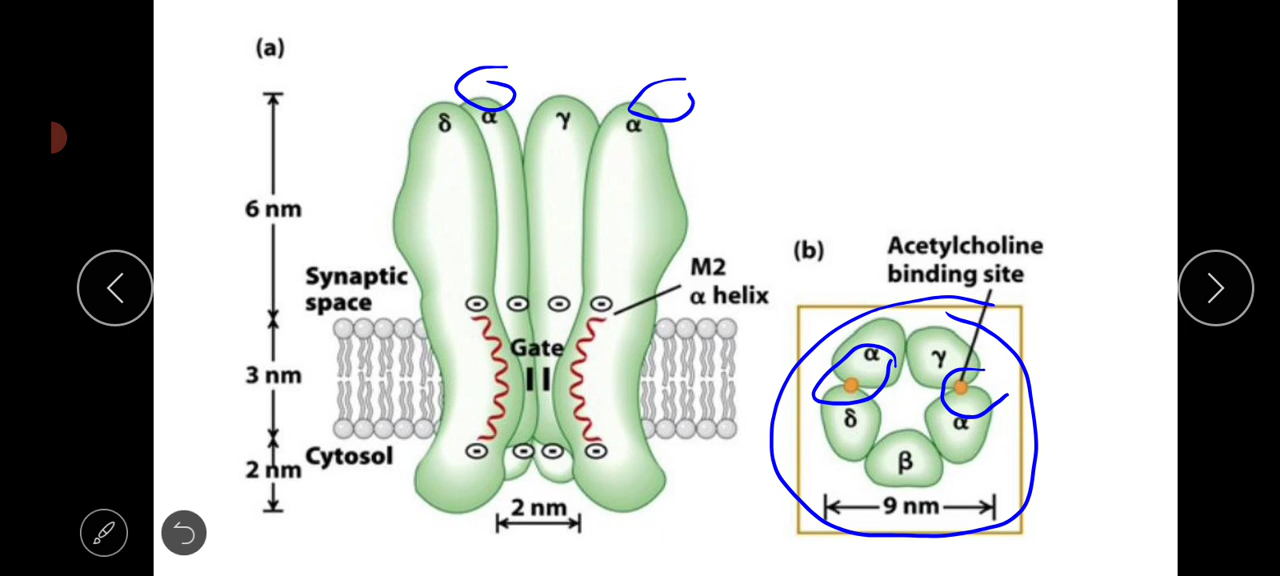 (a)
δ
α
γ
α
6 nm
Synaptic
space
M2
α helix
Gate
3 nm
Cytosol
2 nm
2 nm
(b)
Acetylcholine
binding site
α
γ
δ
α
β
9 nm